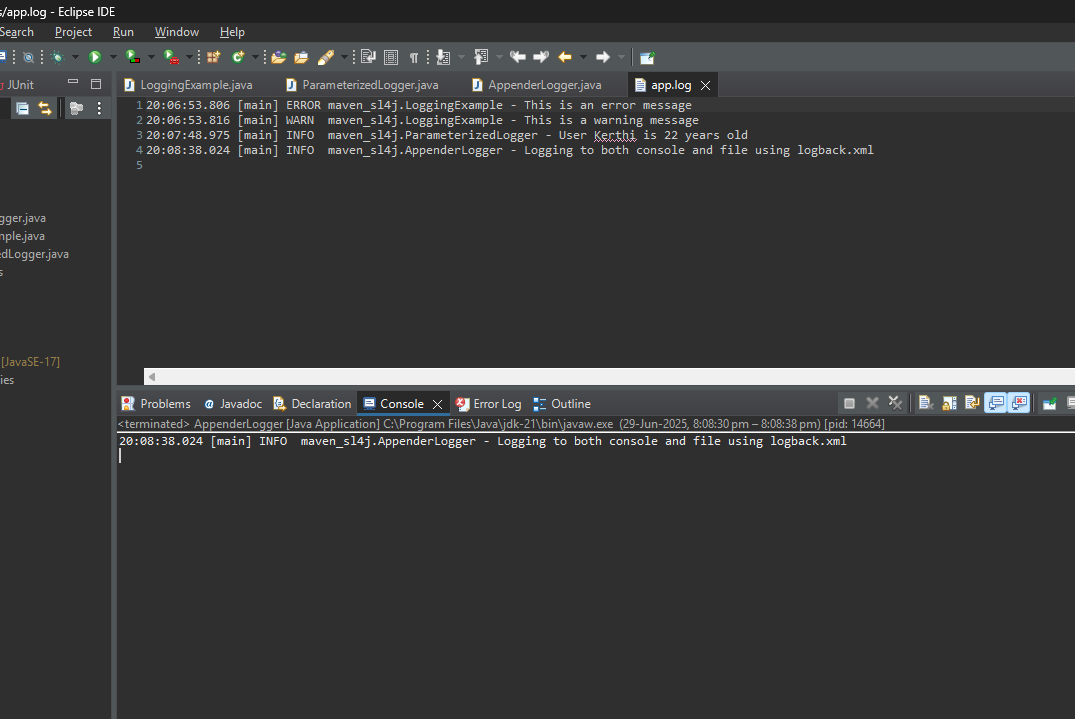 s/app.log - Eclipse IDE
Search Project Run Window Help
JUnit
LoggingExample.java ParameterizedLogger.java AppenderLogger.java app.log
1 20:06:53.806 [main] ERROR maven_sl4j.LoggingExample - This is an error message
2 20:06:53.816 [main] WARN  maven_sl4j.LoggingExample - This is a warning message
3 20:07:48.975 [main] INFO  maven_sl4j.ParameterizedLogger - User Kerthi is 22 years old
4 20:08:38.024 [main] INFO  maven_sl4j.AppenderLogger - Logging to both console and file using logback.xml
5
gger.java
mple.java
edLogger.java
s
[JavaSE-17]
ies
Problems Javadoc Declaration Console Error Log Outline
<terminated> AppenderLogger [Java Application] C:\Program Files\Java\jdk-21\bin\javaw.exe (29-Jun-2025, 8:08:30 pm – 8:08:38 pm) [pid: 14664]
20:08:38.024 [main] INFO  maven_sl4j.AppenderLogger - Logging to both console and file using logback.xml